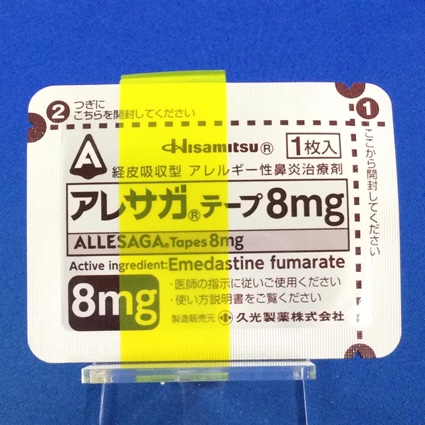 ② つぎに
こちらを開封してください
①
ここから開封してください
Hisamitsu® 1枚入
経皮吸収型 アレルギー性鼻炎治療剤
アレサガ®テープ8mg
ALLESAGA®Tapes 8mg
Active ingredient:Emedastine fumarate
8mg
・医師の指示に従いご使用ください
・使い方説明書をご覧ください
製造販売元 久光製薬株式会社